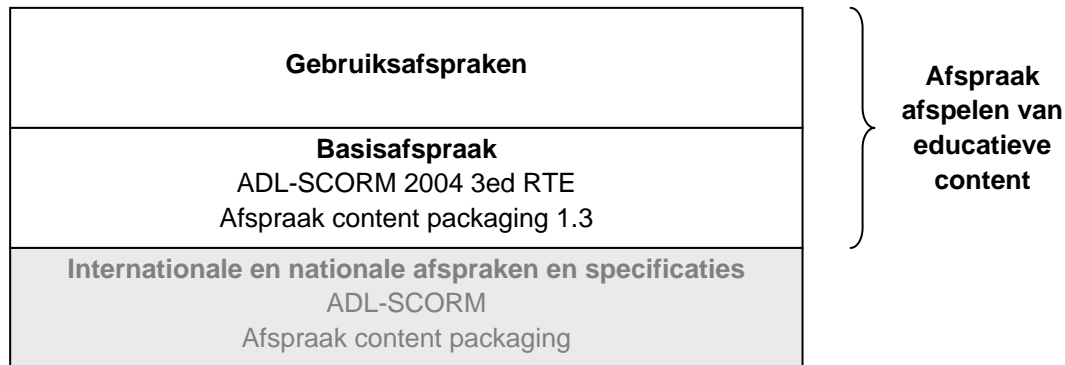 Gebruiksafspraken
Basisafspraak
ADL-SCORM 2004 3ed RTE
Afspraak content packaging 1.3
Internationale en nationale afspraken en specificaties
ADL-SCORM
Afspraak content packaging
Afspraak
afspelen van
educatieve
content